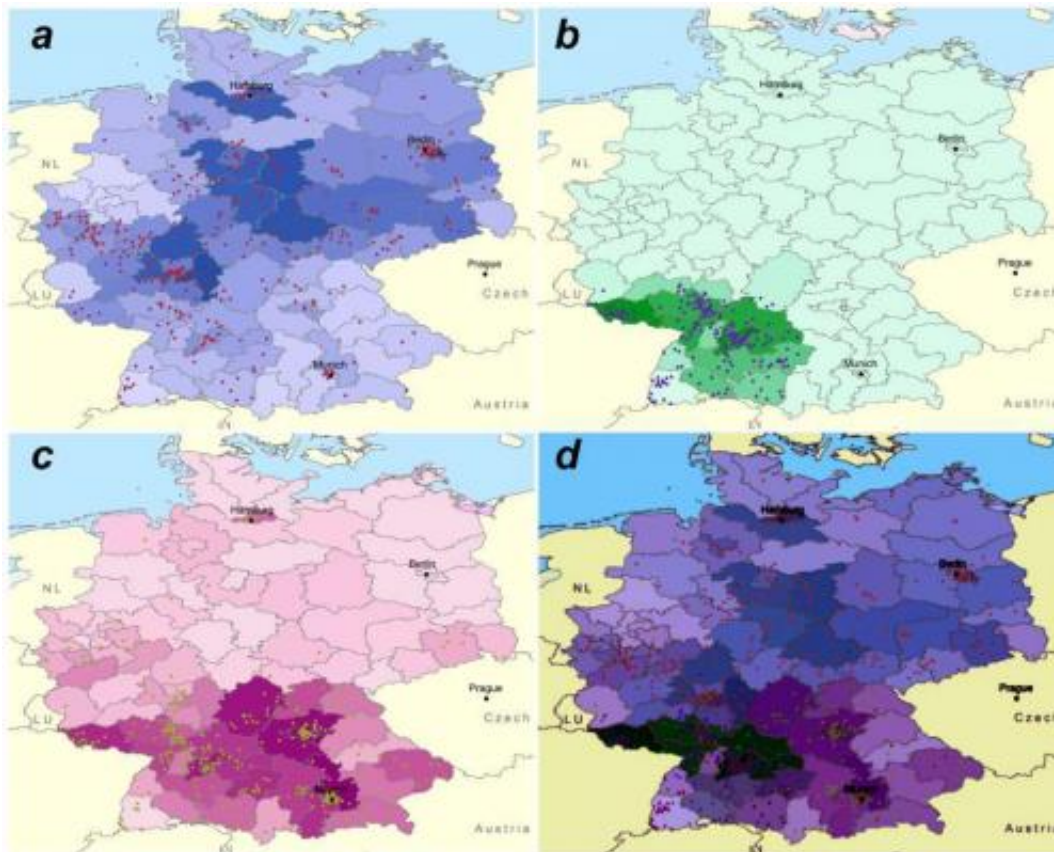 a
Hamburg
Berlin
NL
Prague
LU
Czech
Munich
Austria
b
Hamburg
Berlin
NL
Prague
LU
Czech
Munich
Austria
c
Hamburg
Berlin
NL
Prague
LU
Czech
Austria
d
Hamburg
Berlin
NL
Prague
LU
Czech
Austria